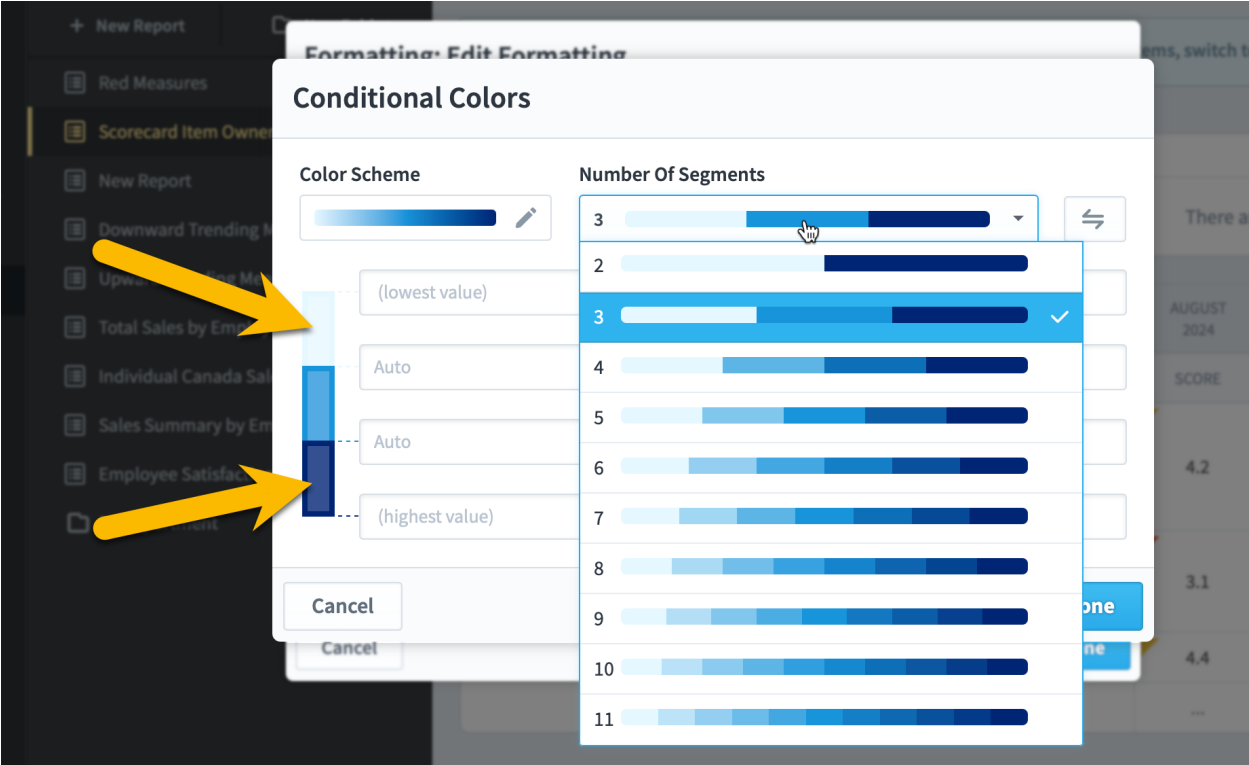 New Report
Formatting: Edit Formatting
ems, switch t
Red Measures
Conditional Colors
Scorecard Item Owner
Color Scheme
Number Of Segments
New Report
3
There a
Downward Trending M
2
(lowest value)
3
AUGUST
2024
Total Sales by Emp
4
Auto
Individual Canada Sal
SCORE
5
Sales Summary by Em
Auto
6
4.2
Employee Satisfac
7
(highest value)
8
3.1
Cancel
9
one
Cancel
ne
10
4.4
11
...